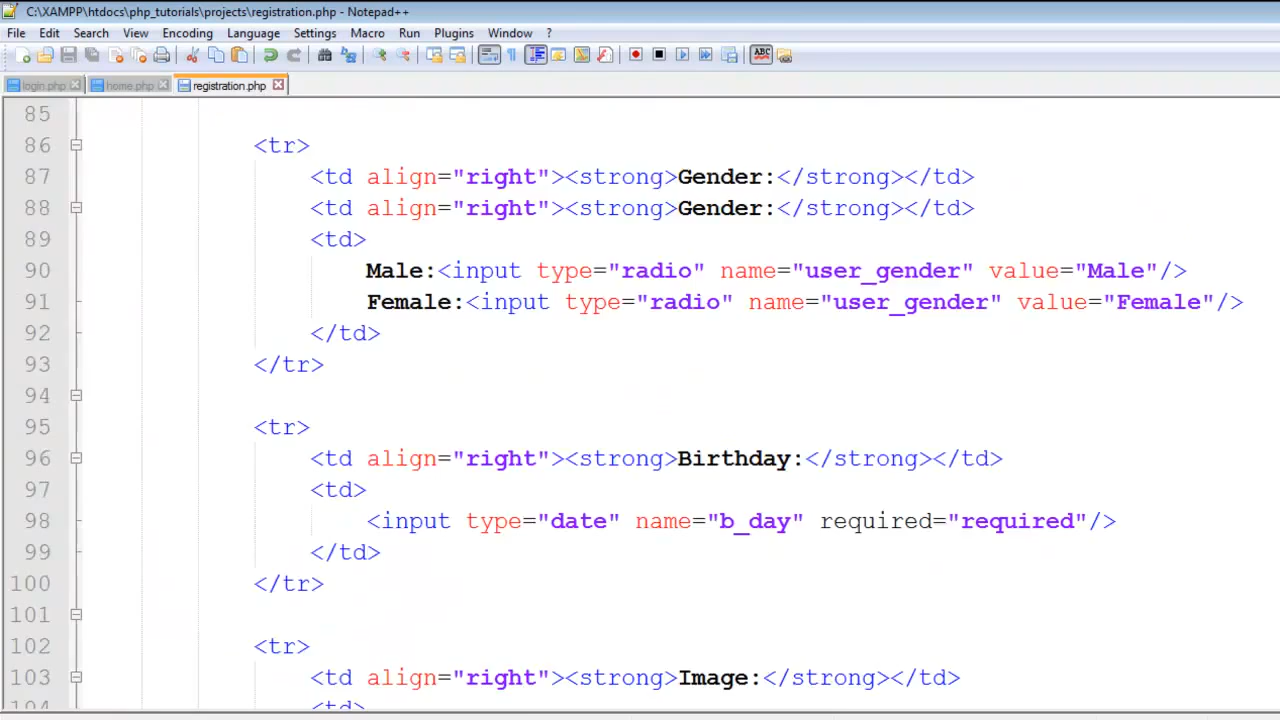 C:\XAMPP\htdocs\php_tutorials\projects\registration.php - Notepad++
File Edit Search View Encoding Language Settings Macro Run Plugins Window ?
login.php home.php registration.php
85
86 <tr>
87 <td align="right"><strong>Gender:</strong></td>
88 <td align="right"><strong>Gender:</strong></td>
89 <td>
90 Male:<input type="radio" name="user_gender" value="Male"/>
91 Female:<input type="radio" name="user_gender" value="Female"/>
92 </td>
93 </tr>
94
95 <tr>
96 <td align="right"><strong>Birthday:</strong></td>
97 <td>
98 <input type="date" name="b_day" required="required"/>
99 </td>
100 </tr>
101
102 <tr>
103 <td align="right"><strong>Image:</strong></td>
104 <td>